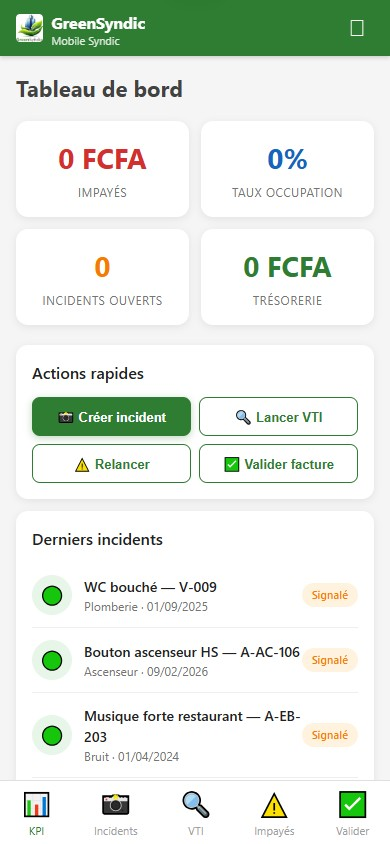 GreenSyndic
Mobile Syndic
Tableau de bord
0 FCFA
IMPAYÉS
0%
TAUX OCCUPATION
0
INCIDENTS OUVERTS
0 FCFA
TRÉSORERIE
Actions rapides
Créer incident
Lancer VTI
Relancer
Valider facture
Derniers incidents
WC bouché — V-009
Plomberie · 01/09/2025
Signalé
Bouton ascenseur HS — A-AC-106
Ascenseur · 09/02/2026
Signalé
Musique forte restaurant — A-EB-
203
Bruit · 01/04/2024
Signalé
KPI
Incidents
VTI
Impayés
Valider